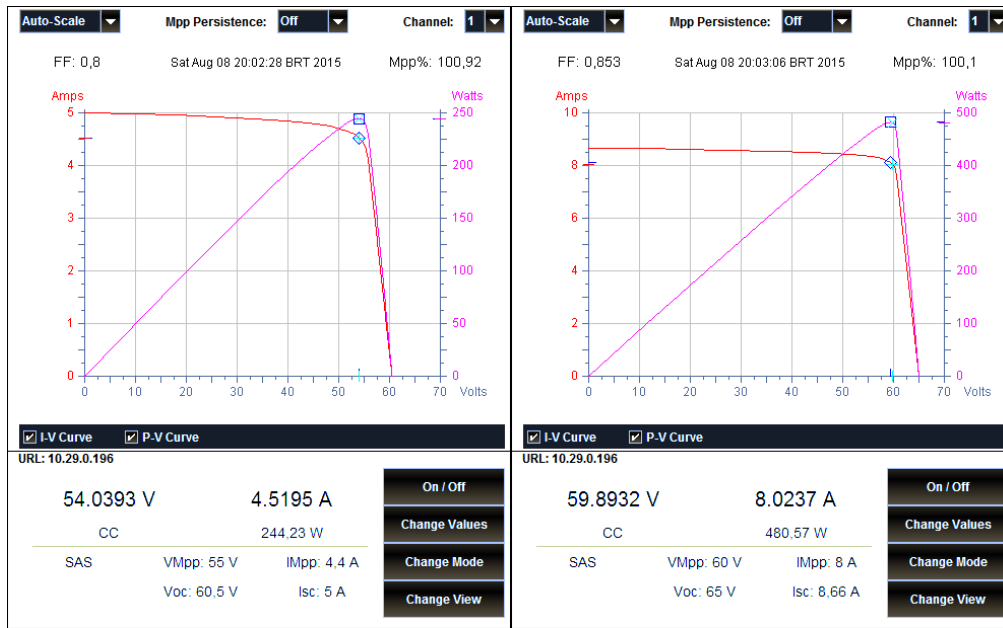 Auto-Scale Mpp Persistence: Off Channel: 1
FF: 0,8 Sat Aug 08 20:02:28 BRT 2015 Mpp%: 100,92
Amps Watts
5 250
4 200
3 150
2 100
1 50
0 0
0 10 20 30 40 50 60 70 Volts
I-V Curve P-V Curve
URL: 10.29.0.196
54.0393 V 4.5195 A On / Off
CC 244,23 W Change Values
SAS VMpp: 55 V IMpp: 4,4 A Change Mode
Voc: 60,5 V Isc: 5 A Change View
Auto-Scale Mpp Persistence: Off Channel: 1
FF: 0,853 Sat Aug 08 20:03:06 BRT 2015 Mpp%: 100,1
Amps Watts
10 500
8 400
6 300
4 200
2 100
0 0
0 10 20 30 40 50 60 70 Volts
I-V Curve P-V Curve
URL: 10.29.0.196
59.8932 V 8.0237 A On / Off
CC 480,57 W Change Values
SAS VMpp: 60 V IMpp: 8 A Change Mode
Voc: 65 V Isc: 8,66 A Change View